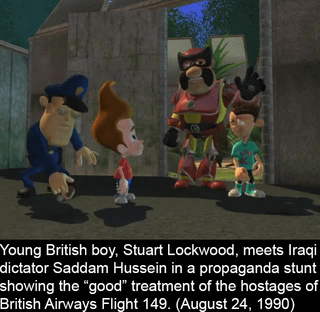 Young British boy, Stuart Lockwood, meets Iraqi
dictator Saddam Hussein in a propaganda stunt
showing the “good” treatment of the hostages of
British Airways Flight 149. (August 24, 1990)